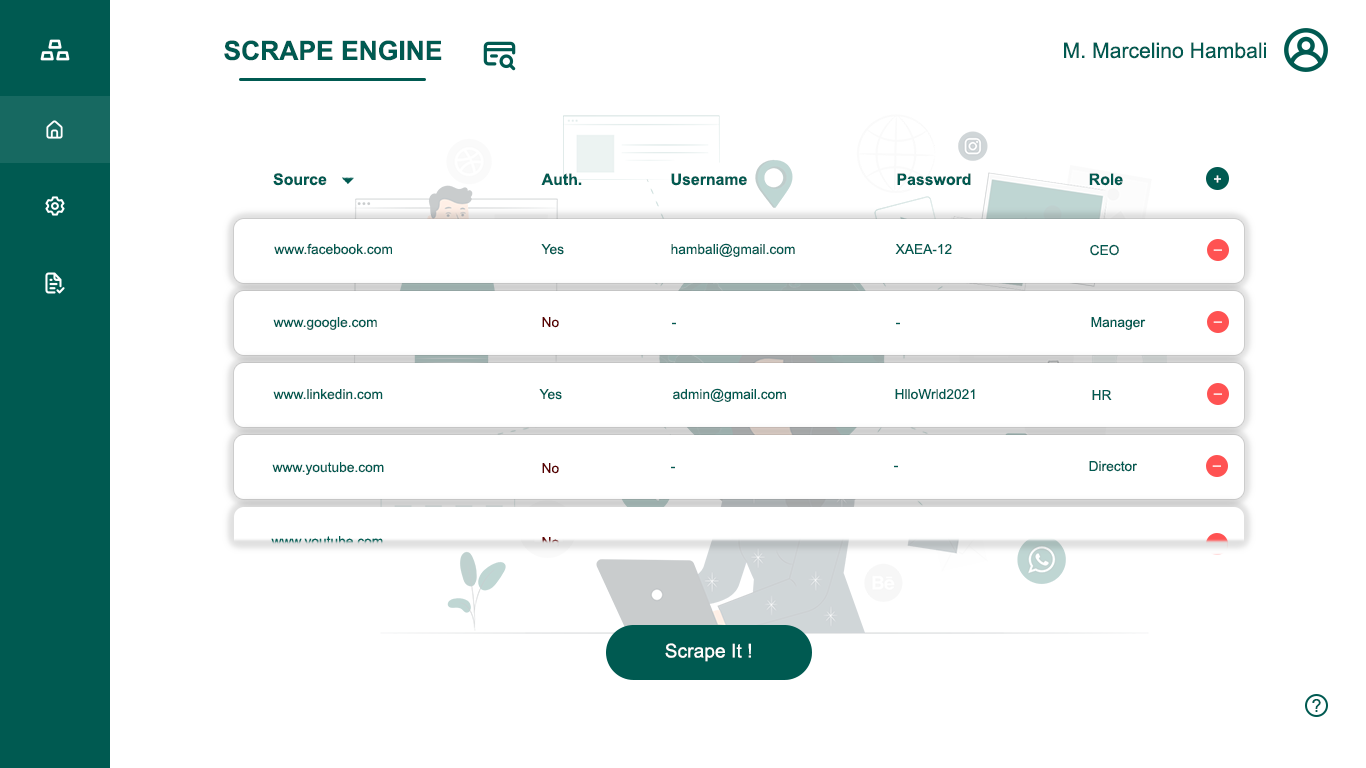 SCRAPE ENGINE
M. Marcelino Hambali
Source Auth. Username Password Role
www.facebook.com Yes hambali@gmail.com XAEA-12 CEO
www.google.com No - - Manager
www.linkedin.com Yes admin@gmail.com HlloWrld2021 HR
www.youtube.com No - - Director
www.youtube.com No
Bē
Scrape It !
?